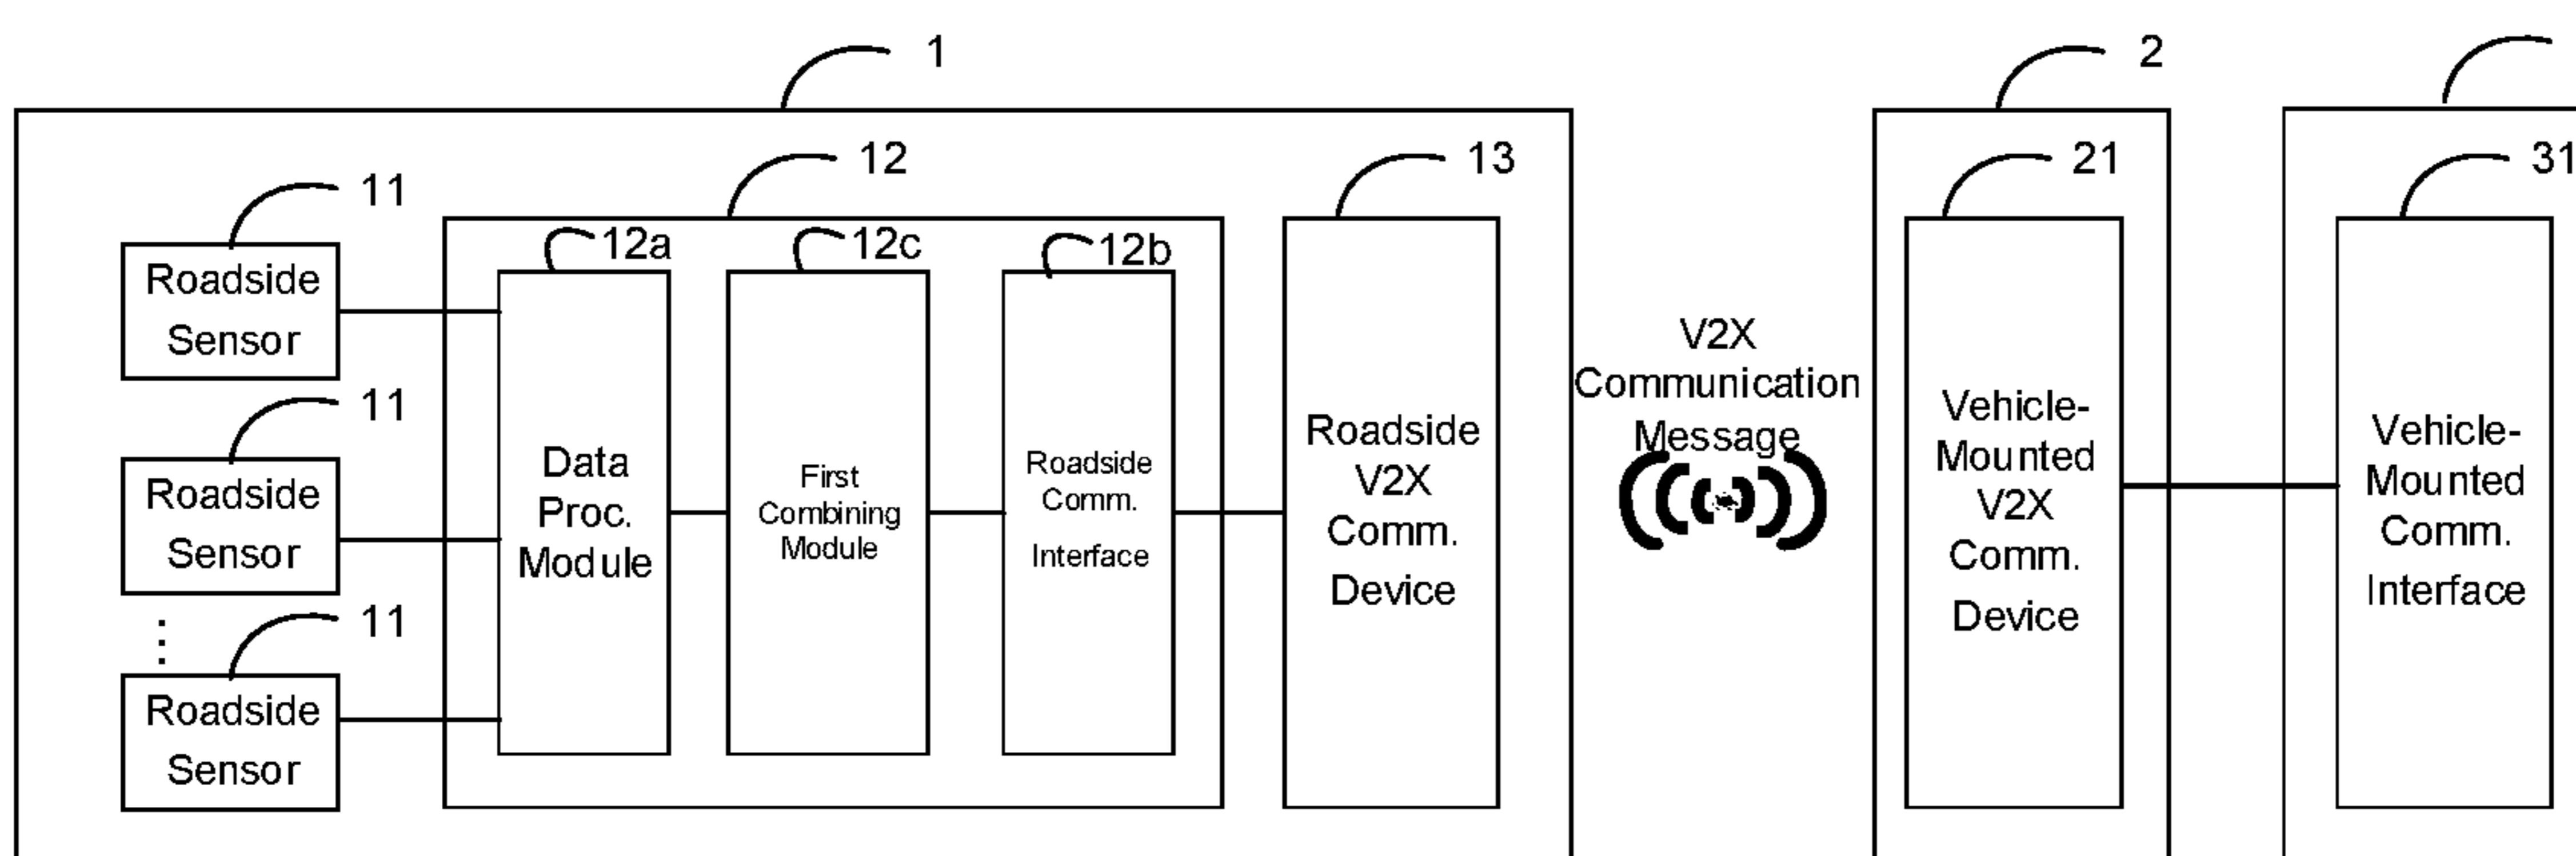 1
2
12
13
21
31
11
12a
12c
12b
Roadside
Sensor
11
Roadside
Sensor
11
⋮
Roadside
Sensor
Data
Proc.
Module
First
Combining
Module
Roadside
Comm.
Interface
Roadside
V2X
Comm.
Device
V2X
Communication
Message
Vehicle-
Mounted
V2X
Comm.
Device
Vehicle-
Mounted
Comm.
Interface